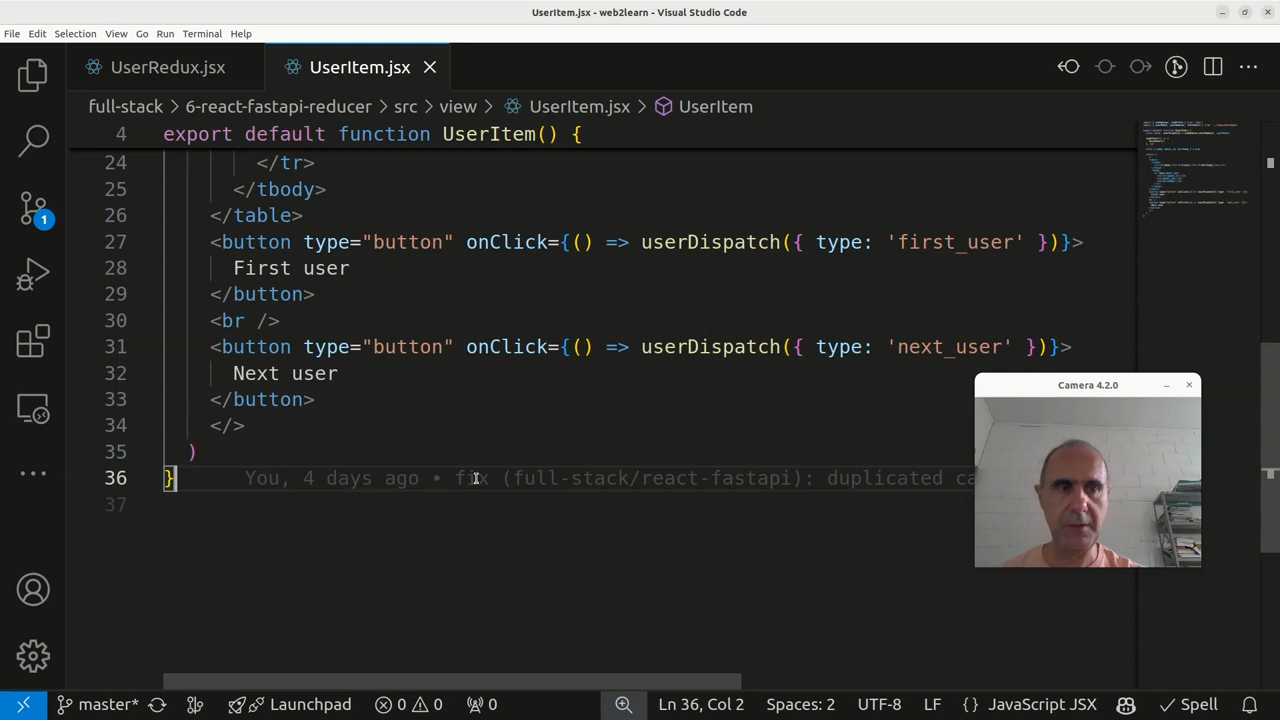 UserItem.jsx - web2learn - Visual Studio Code
File Edit Selection View Go Run Terminal Help
UserRedux.jsx UserItem.jsx
full-stack > 6-react-fastapi-reducer > src > view > UserItem.jsx > UserItem
4 export default function UserItem() {
24 </tr>
25 </tbody>
26 </table>
27 <button type="button" onClick={() => userDispatch({ type: 'first_user' })}>
28 First user
29 </button>
30 <br />
31 <button type="button" onClick={() => userDispatch({ type: 'next_user' })}>
32 Next user
33 </button>
34 </>
35 )
36 } You, 4 days ago • fix (full-stack/react-fastapi): duplicated ca
37
1
Camera 4.2.0
master* Launchpad 0 0 0 Ln 36, Col 2 Spaces: 2 UTF-8 LF {} JavaScript JSX Spell